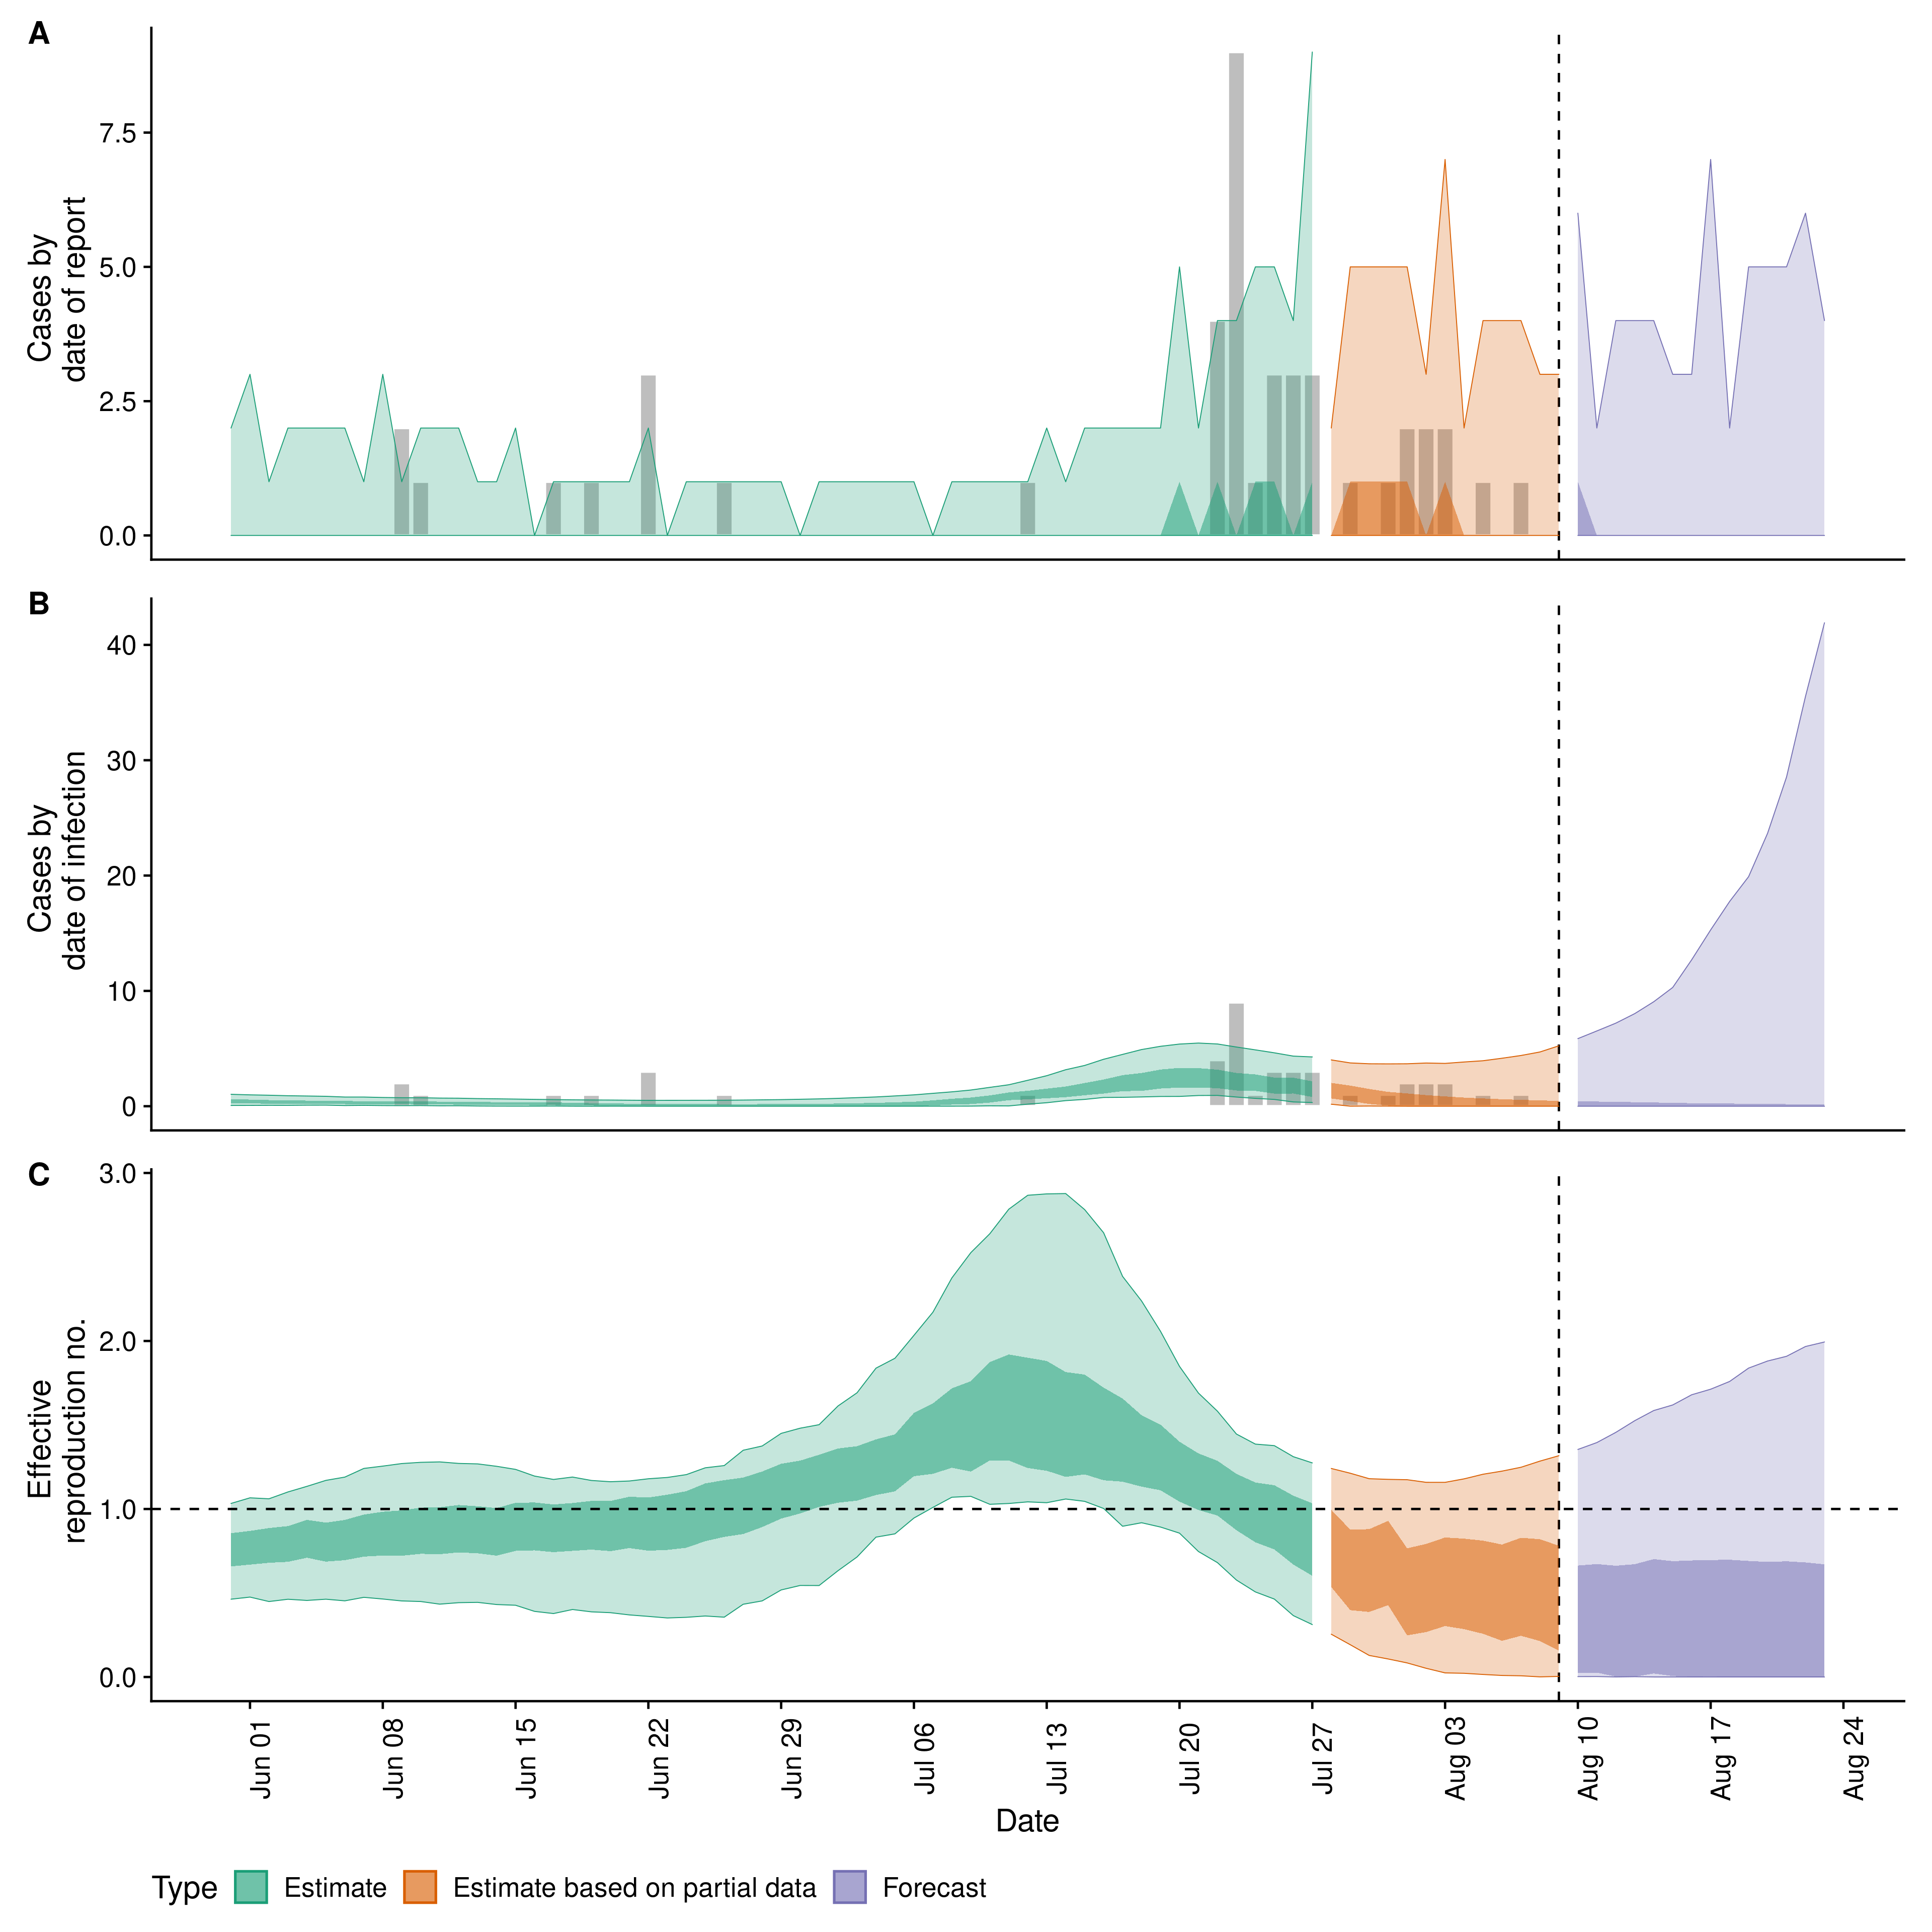 A
7.5
5.0
2.5
0.0
Cases by
date of report
B
40
30
20
10
0
Cases by
date of infection
C
3.0
2.0
1.0
0.0
Effective
reproduction no.
Jun 01
Jun 08
Jun 15
Jun 22
Jun 29
Jul 06
Jul 13
Jul 20
Jul 27
Aug 03
Aug 10
Aug 17
Aug 24
Date
Type Estimate Estimate based on partial data Forecast